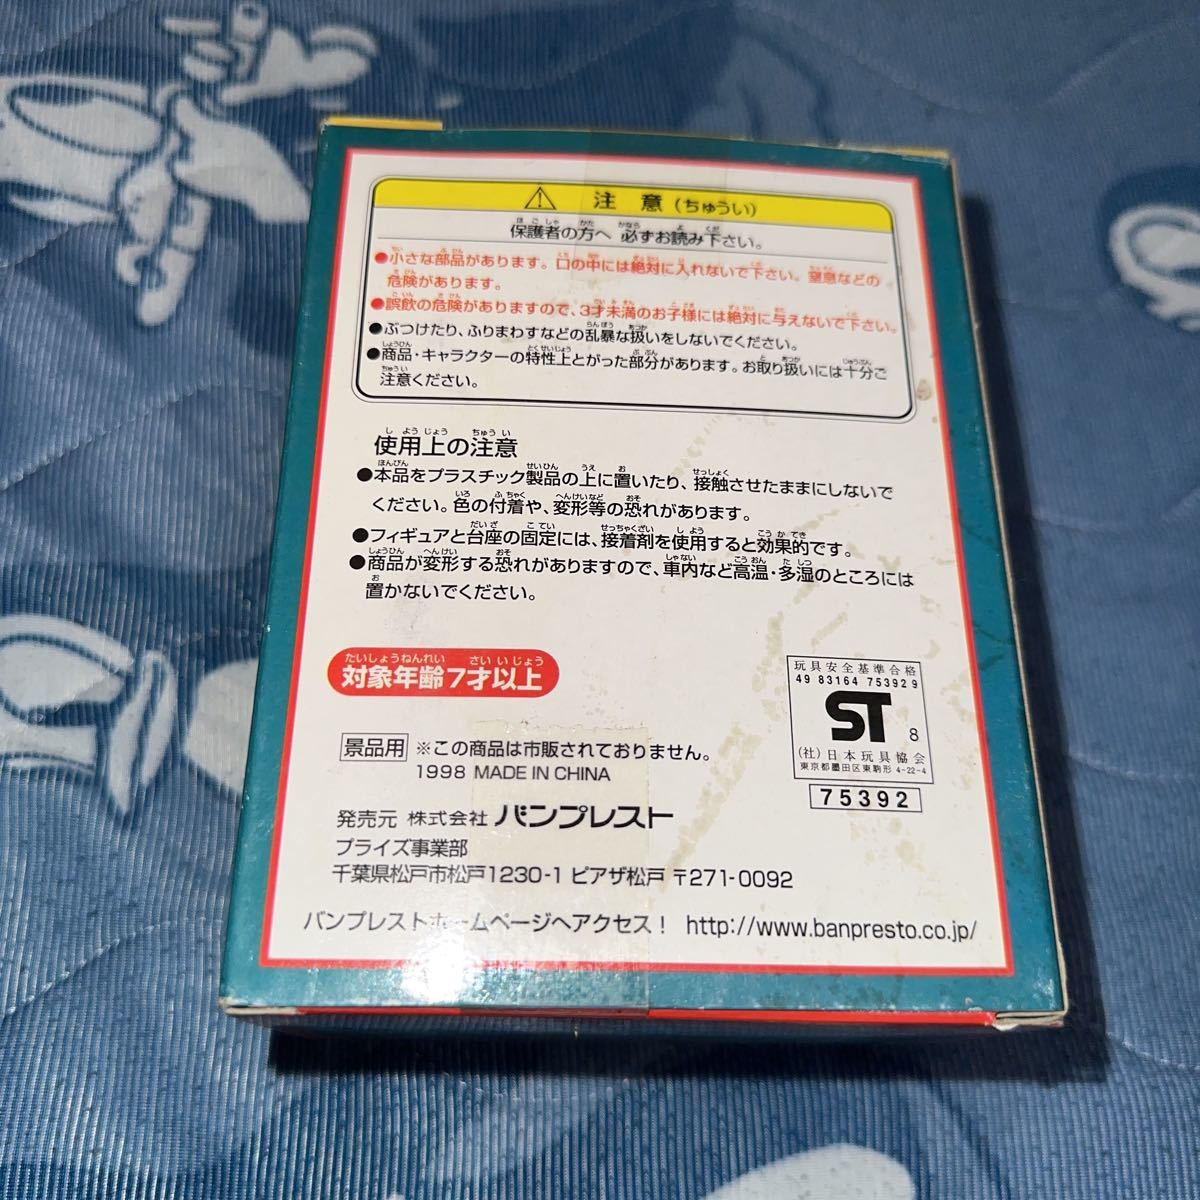 ⚠ 注意(ちゅうい)
保護者の方へ 必ずお読み下さい。
●小さな部品があります。口の中には絶対に入れないで下さい。窒息などの
危険があります。
●誤飲の危険がありますので、3才未満のお子様には絶対に与えないで下さい。
●ぶつけたり、ふりまわすなどの乱暴な扱いをしないでください。
●商品・キャラクターの特性上とがった部分があります。お取り扱いには十分ご
注意ください。
使用上の注意
●本品をプラスチック製品の上に置いたり、接触させたままにしないで
ください。色の付着や、変形等の恐れがあります。
●フィギュアと台座の固定には、接着剤を使用すると効果的です。
●商品が変形する恐れがありますので、車内など高温・多湿のところには
置かないでください。
対象年齢7才以上
玩具安全基準合格
49 83164 753929
ST 8
(社)日本玩具協会
東京都墨田区東駒形 4-22-4
75392
景品用 ※この商品は市販されておりません。
1998 MADE IN CHINA
発売元 株式会社 バンプレスト
プライズ事業部
千葉県松戸市松戸1230-1 ピアザ松戸 〒271-0092
バンプレストホームページへアクセス! http://www.banpresto.co.jp/